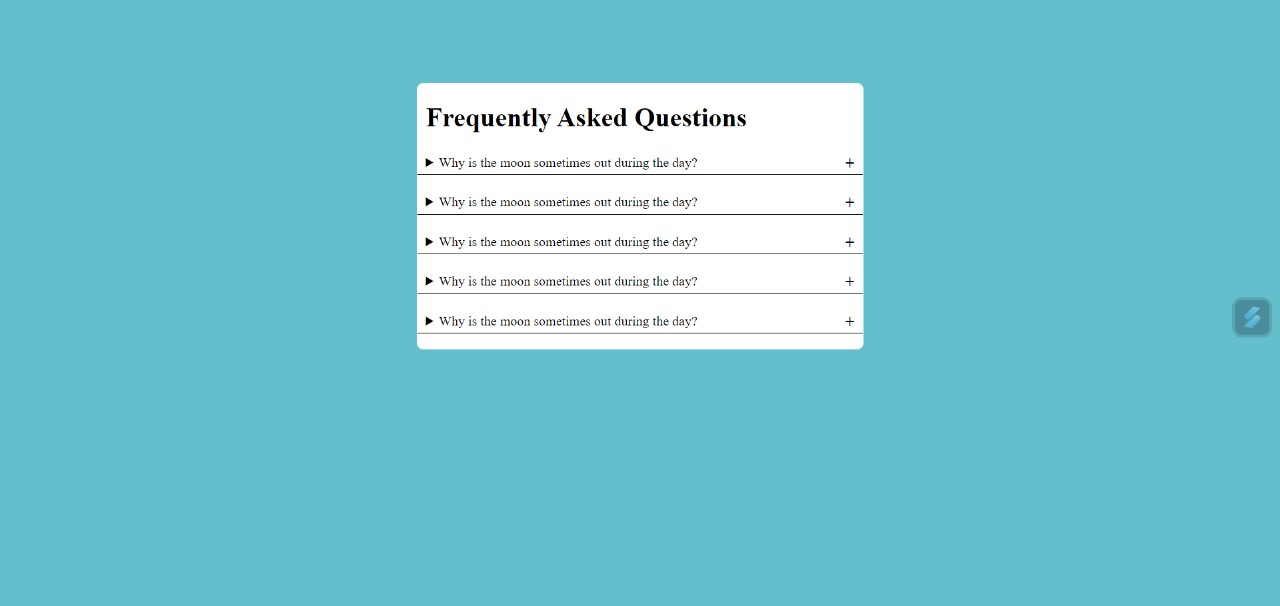 Frequently Asked Questions
▶ Why is the moon sometimes out during the day? +
▶ Why is the moon sometimes out during the day? +
▶ Why is the moon sometimes out during the day? +
▶ Why is the moon sometimes out during the day? +
▶ Why is the moon sometimes out during the day? +